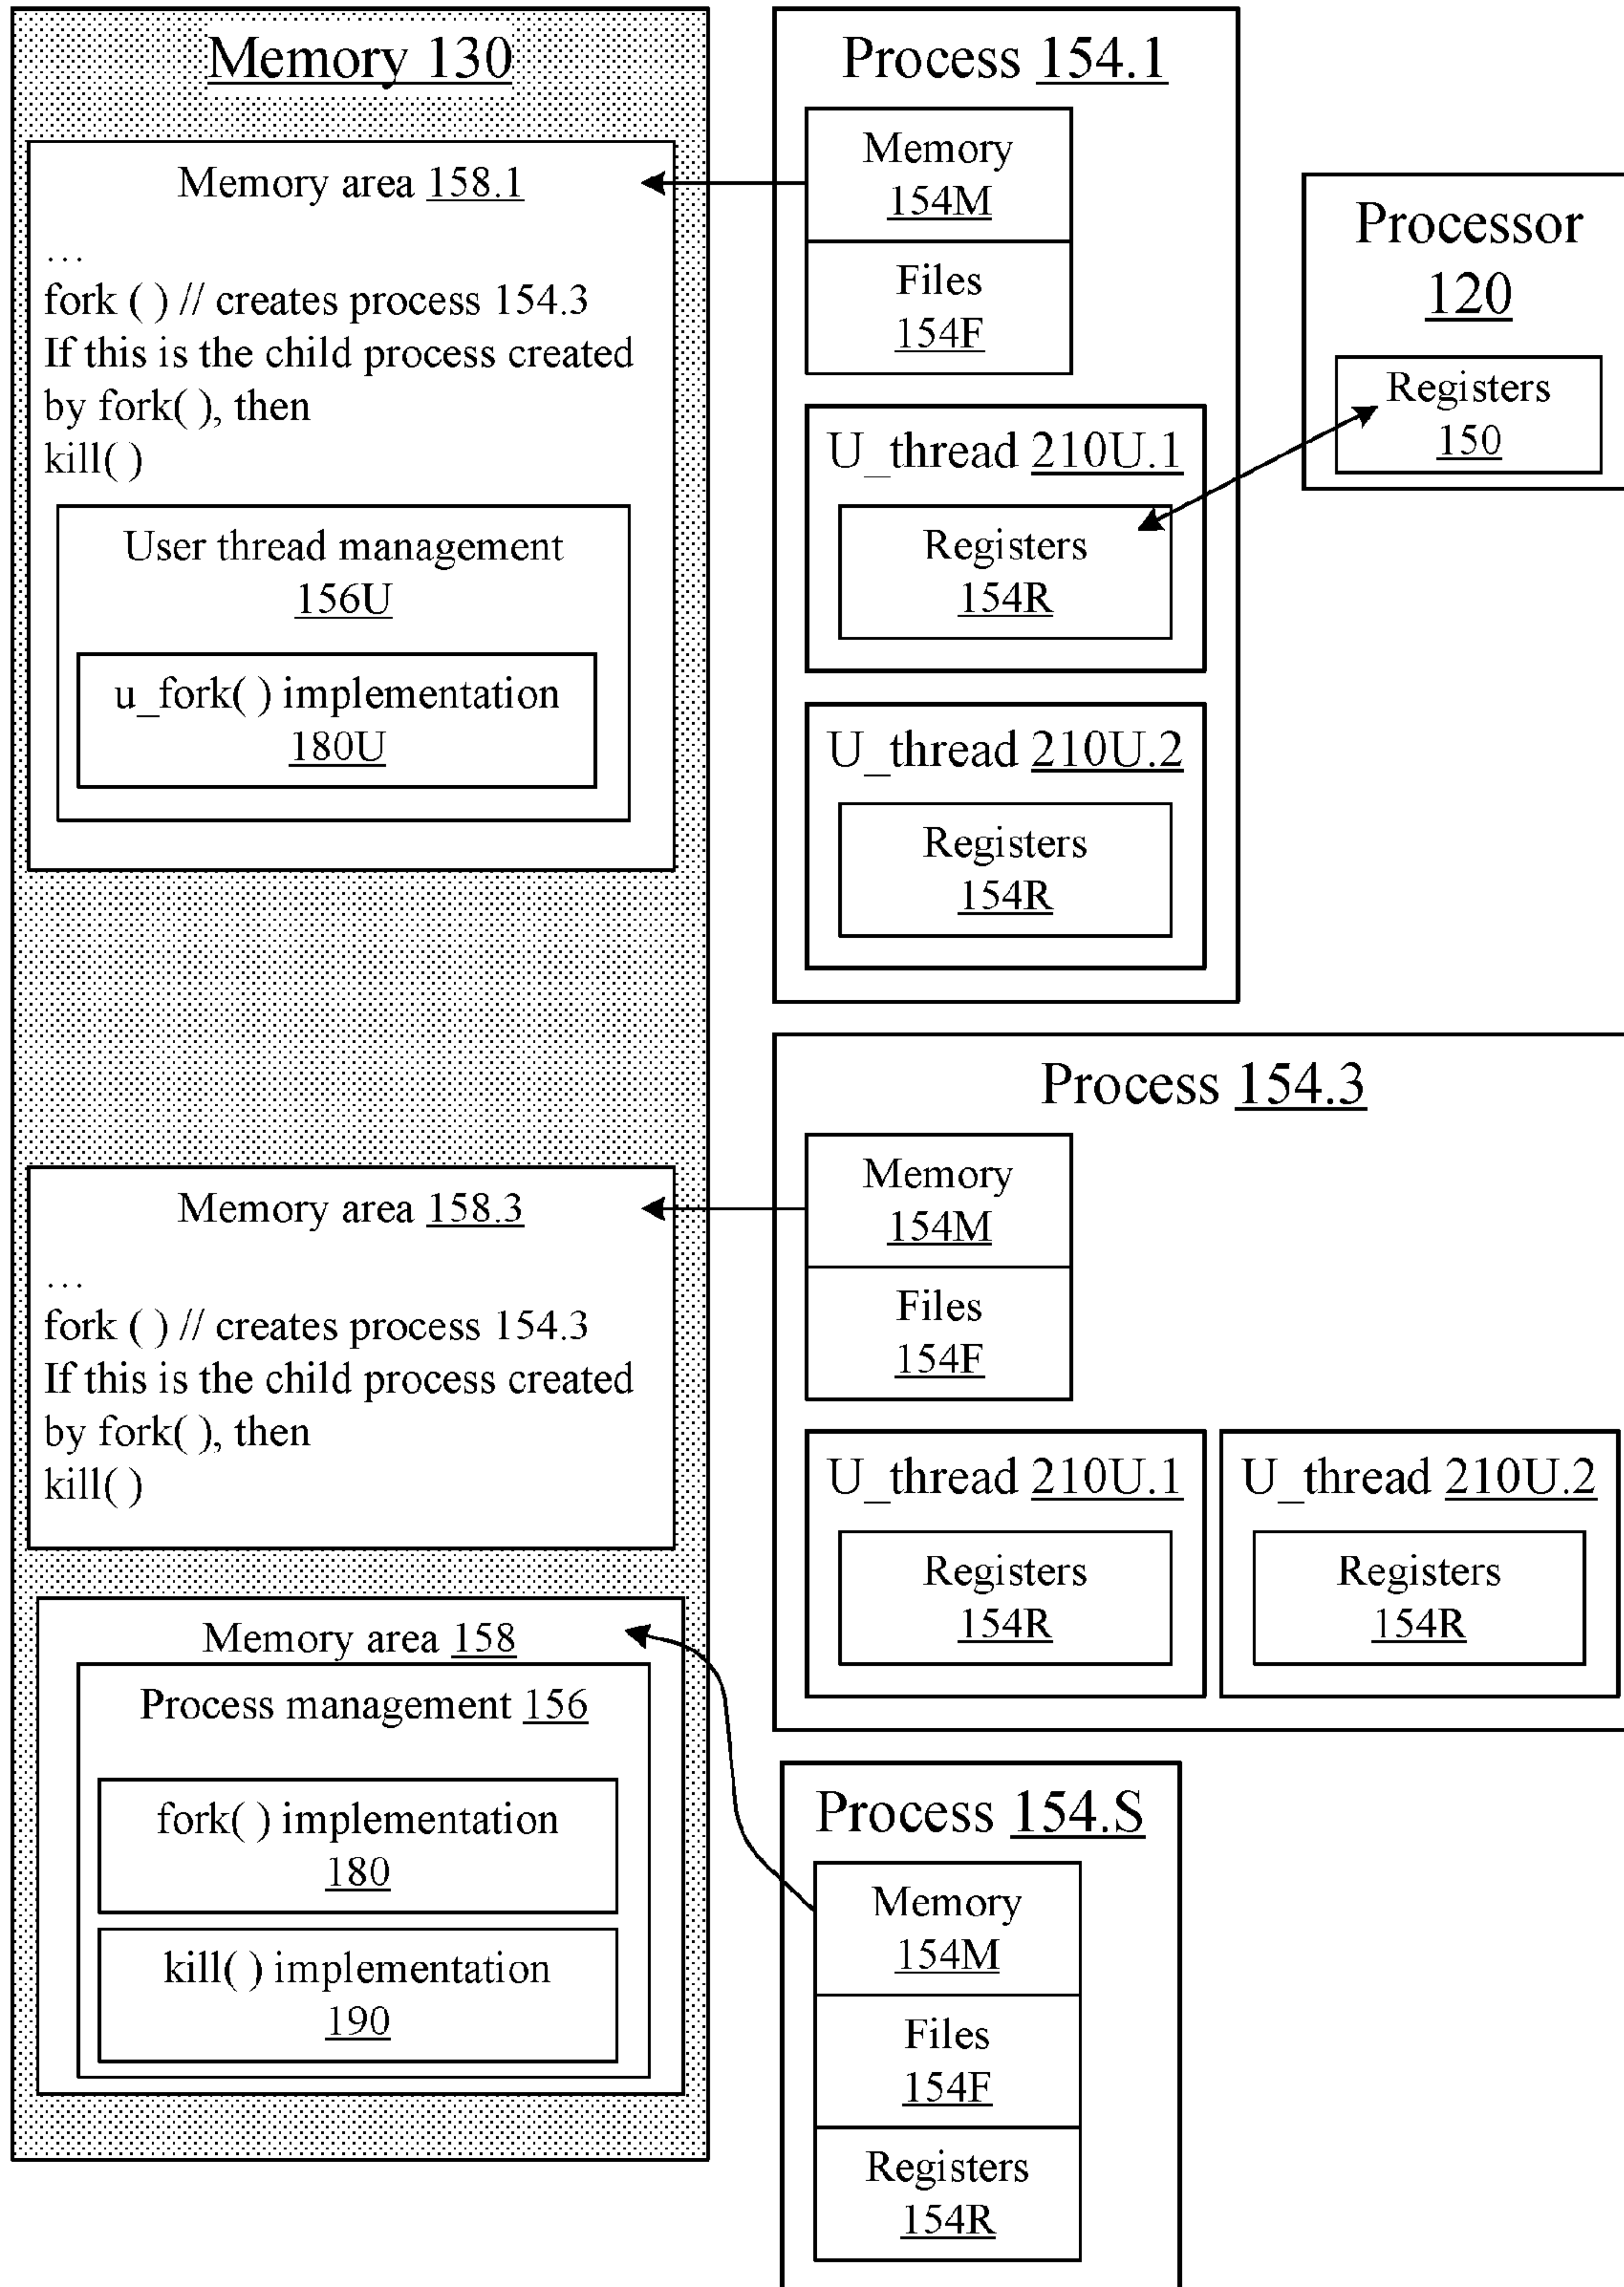 Memory 130
Memory area 158.1
...
fork ( ) // creates process 154.3
If this is the child process created
by fork( ), then
kill( )
User thread management
156U
u_fork( ) implementation
180U
Memory area 158.3
...
fork ( ) // creates process 154.3
If this is the child process created
by fork( ), then
kill( )
Memory area 158
Process management 156
fork( ) implementation
180
kill( ) implementation
190
Process 154.1
Memory
154M
Files
154F
U_thread 210U.1
Registers
154R
U_thread 210U.2
Registers
154R
Processor
120
Registers
150
Process 154.3
Memory
154M
Files
154F
U_thread 210U.1
Registers
154R
U_thread 210U.2
Registers
154R
Process 154.S
Memory
154M
Files
154F
Registers
154R